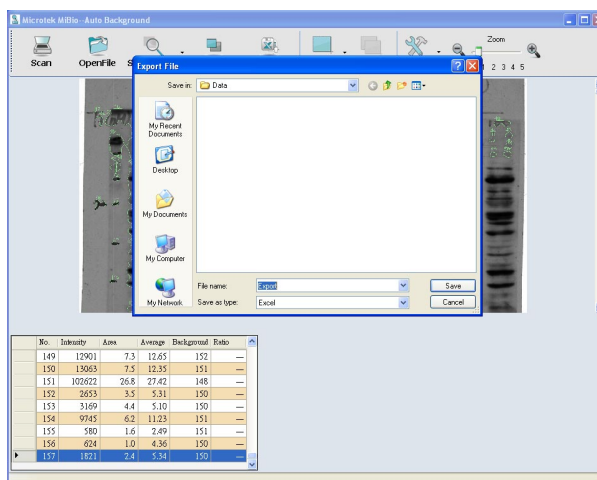 Microtek MiBio--Auto Background
Scan OpenFile Zoom
1 2 3 4 5
Export File
Save in: Data
My Recent Documents
Desktop
My Documents
My Computer
My Network
File name: Export Save
Save as type: Excel Cancel
No. Intensity Area Average Background Ratio
149 12901 7.3 12.65 152 —
150 13063 7.5 12.35 151 —
151 102622 26.8 27.42 148 —
152 2653 3.5 5.31 150 —
153 3169 4.4 5.10 150 —
154 9745 6.2 11.23 151 —
155 580 1.6 2.49 151 —
156 624 1.0 4.36 150 —
157 1821 2.4 5.34 150 —